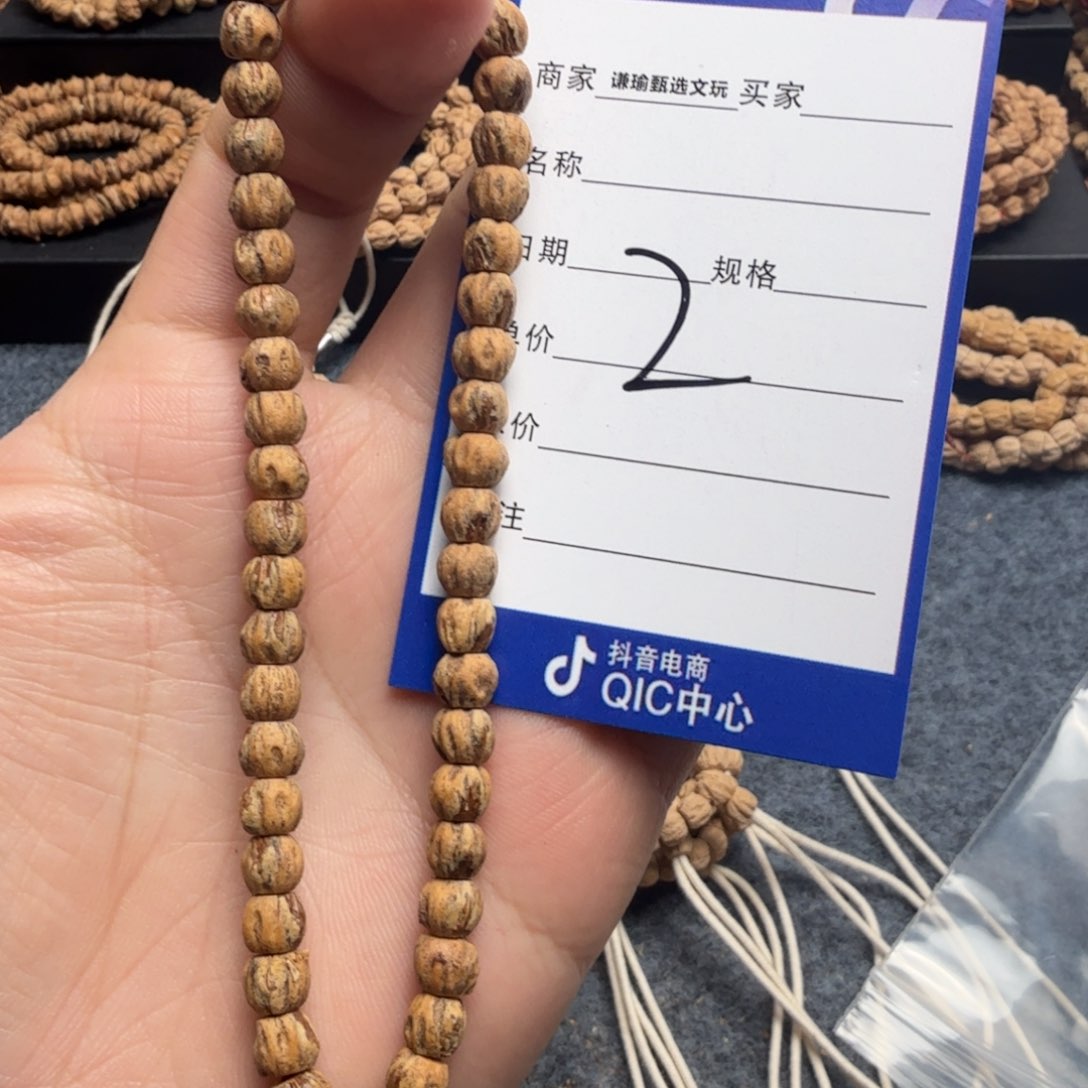 商家 谦瑜甄选文玩 买家
名称
日期 规格
单价
价
注
2
抖音电商
QIC中心